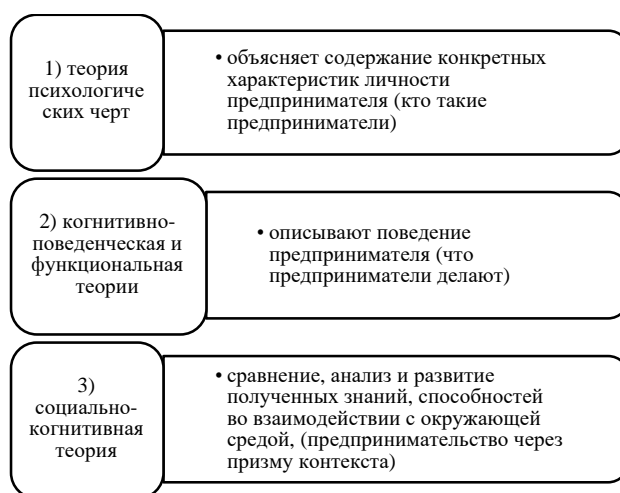 1) теория
психологиче
ских черт
• объясняет содержание конкретных
характеристик личности
предпринимателя (кто такие
предприниматели)
2) когнитивно-
поведенческая и
функциональная
теории
• описывают поведение
предпринимателя (что
предприниматели делают)
3)
социально-
когнитивная
теория
• сравнение, анализ и развитие
полученных знаний, способностей
во взаимодействии с окружающей
средой, (предпринимательство через
призму контекста)